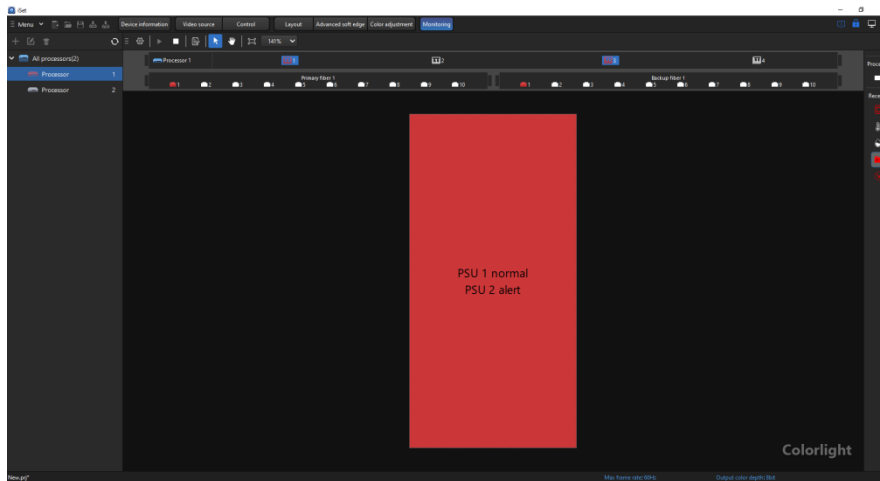 iSet
Menu
Device information
Video source
Control
Layout
Advanced soft edge
Color adjustment
Monitoring
141%
All processors(2)
Processor 1
Processor 2
Processor 1
1
2
3
4
Primary fiber 1
1 2 3 4 5 6 7 8 9 10
Backup fiber 1
1 2 3 4 5 6 7 8 9 10
PSU 1 normal
PSU 2 alert
Colorlight
New.prj*
Max frame rate: 60Hz
Output color depth: 8bit